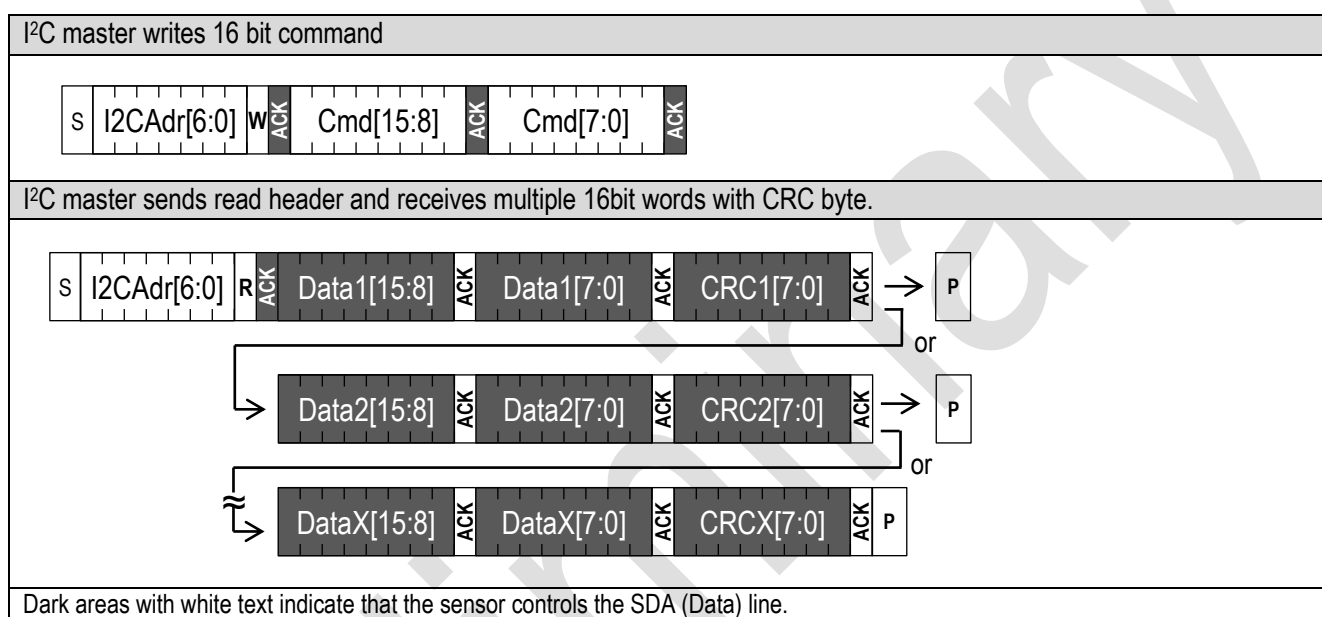 I²C master writes 16 bit command
S I2CAdr[6:0] W ACK Cmd[15:8] ACK Cmd[7:0] ACK
I²C master sends read header and receives multiple 16bit words with CRC byte.
S I2CAdr[6:0] R ACK Data1[15:8] ACK Data1[7:0] ACK CRC1[7:0] ACK P
or
Data2[15:8] ACK Data2[7:0] ACK CRC2[7:0] ACK P
or
≈
DataX[15:8] ACK DataX[7:0] ACK CRCX[7:0] ACK P
Dark areas with white text indicate that the sensor controls the SDA (Data) line.